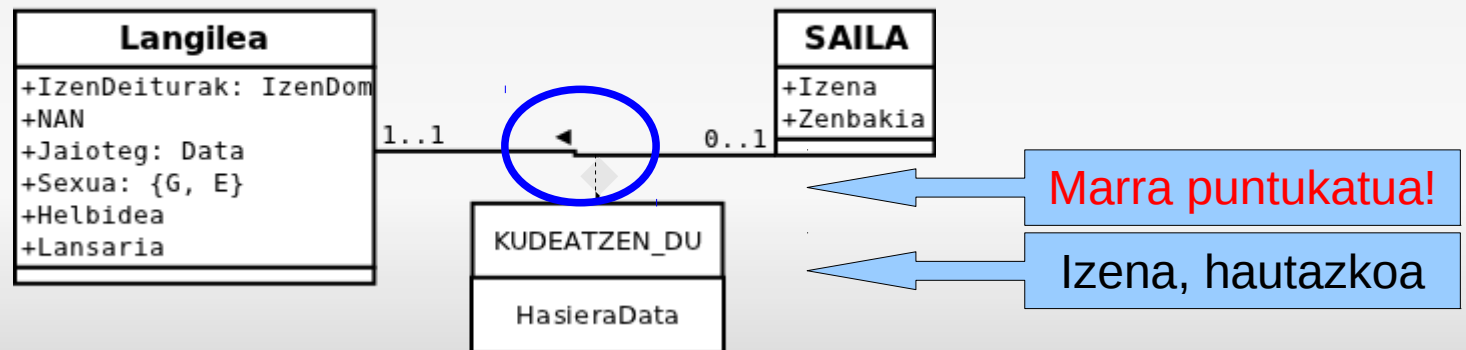 Langilea
+IzenDeiturak: IzenDom
+NAN
+Jaioteg: Data
+Sexua: {G, E}
+Helbidea
+Lansaria
1..1
0..1
SAILA
+Izena
+Zenbakia
KUDEATZEN_DU
HasieraData
Marra puntukatua!
Izena, hautazkoa